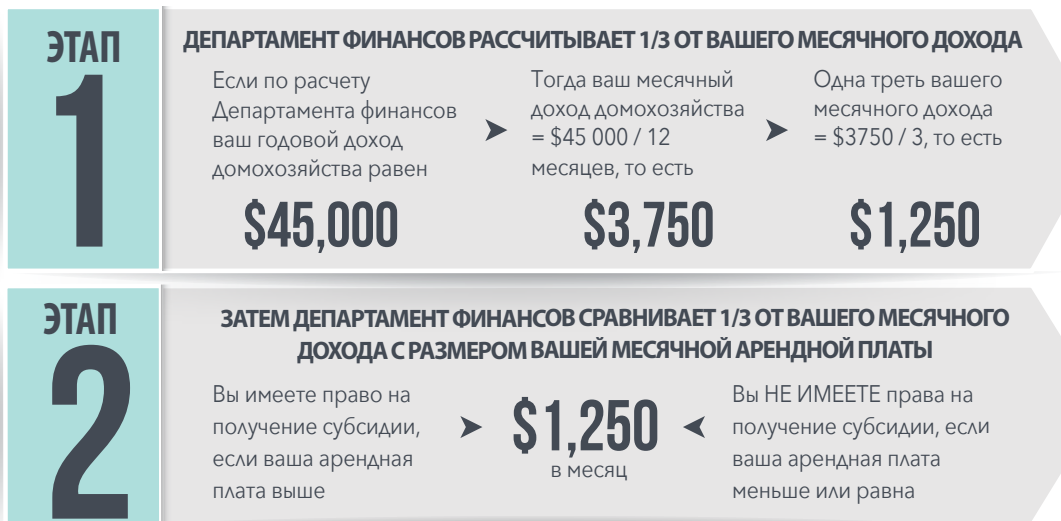 ЭТАП
1
ДЕПАРТАМЕНТ ФИНАНСОВ РАССЧИТЫВАЕТ 1/3 ОТ ВАШЕГО МЕСЯЧНОГО ДОХОДА
Если по расчету
Департамента финансов
ваш годовой доход
домохозяйства равен
$45,000
Тогда ваш месячный
доход домохозяйства
= $45 000 / 12
месяцев, то есть
$3,750
Одна треть вашего
месячного дохода
= $3750 / 3, то есть
$1,250
ЭТАП
2
ЗАТЕМ ДЕПАРТАМЕНТ ФИНАНСОВ СРАВНИВАЕТ 1/3 ОТ ВАШЕГО МЕСЯЧНОГО
ДОХОДА С РАЗМЕРОМ ВАШЕЙ МЕСЯЧНОЙ АРЕНДНОЙ ПЛАТЫ
Вы имеете право на
получение субсидии,
если ваша арендная
плата выше
$1,250
в месяц
Вы НЕ ИМЕЕТЕ права на
получение субсидии, если
ваша арендная плата
меньше или равна